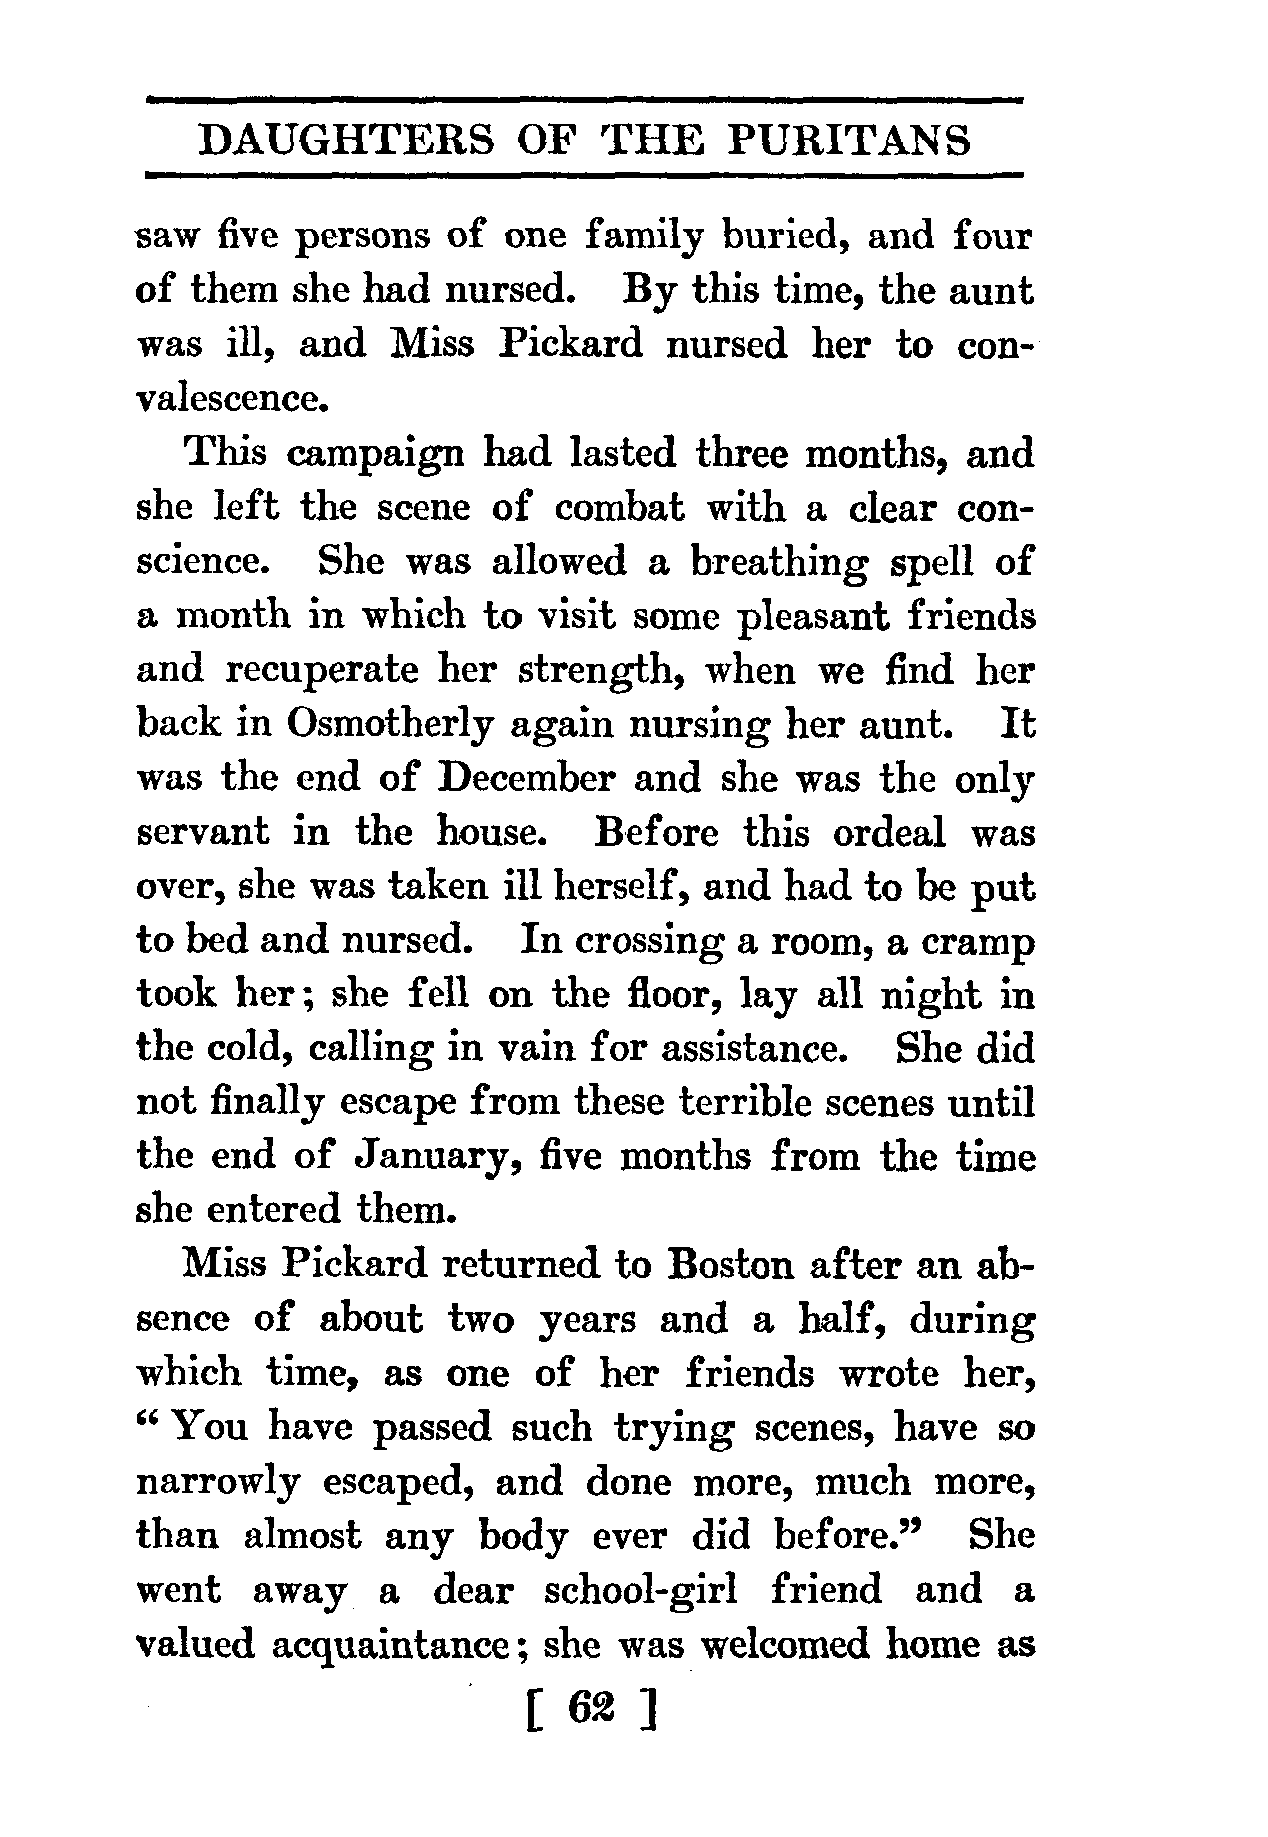 DAUGHTERS OF THE PURITANS
saw five persons of one family buried, and four
of them she had nursed. By this time, the aunt
was ill, and Miss Pickard nursed her to con-
valescence.
This campaign had lasted three months, and
she left the scene of combat with a clear con-
science. She was allowed a breathing spell of
a month in which to visit some pleasant friends
and recuperate her strength, when we find her
back in Osmotherly again nursing her aunt. It
was the end of December and she was the only
servant in the house. Before this ordeal was
over, she was taken ill herself, and had to be put
to bed and nursed. In crossing a room, a cramp
took her; she fell on the floor, lay all night in
the cold, calling in vain for assistance. She did
not finally escape from these terrible scenes until
the end of January, five months from the time
she entered them.
Miss Pickard returned to Boston after an ab-
sence of about two years and a half, during
which time, as one of her friends wrote her,
“ You have passed such trying scenes, have so
narrowly escaped, and done more, much more,
than almost any body ever did before.” She
went away a dear school-girl friend and a
valued acquaintance; she was welcomed home as
[ 62 ]